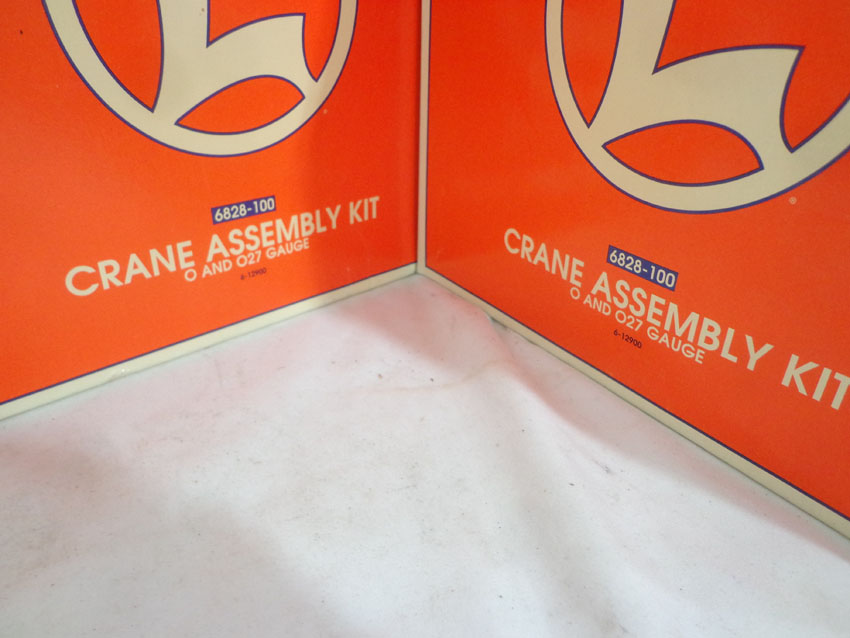 6828-100
CRANE ASSEMBLY KIT
O AND O27 GAUGE
6-12900
6828-100
CRANE ASSEMBLY KIT
O AND O27 GAUGE
6-12900